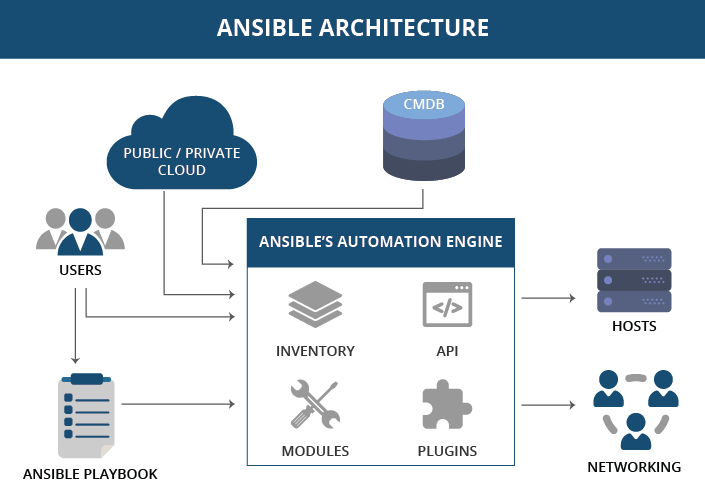 ANSIBLE ARCHITECTURE
CMDB
PUBLIC / PRIVATE
CLOUD
USERS
ANSIBLE'S AUTOMATION ENGINE
</>
INVENTORY
API
HOSTS
MODULES
PLUGINS
NETWORKING
ANSIBLE PLAYBOOK